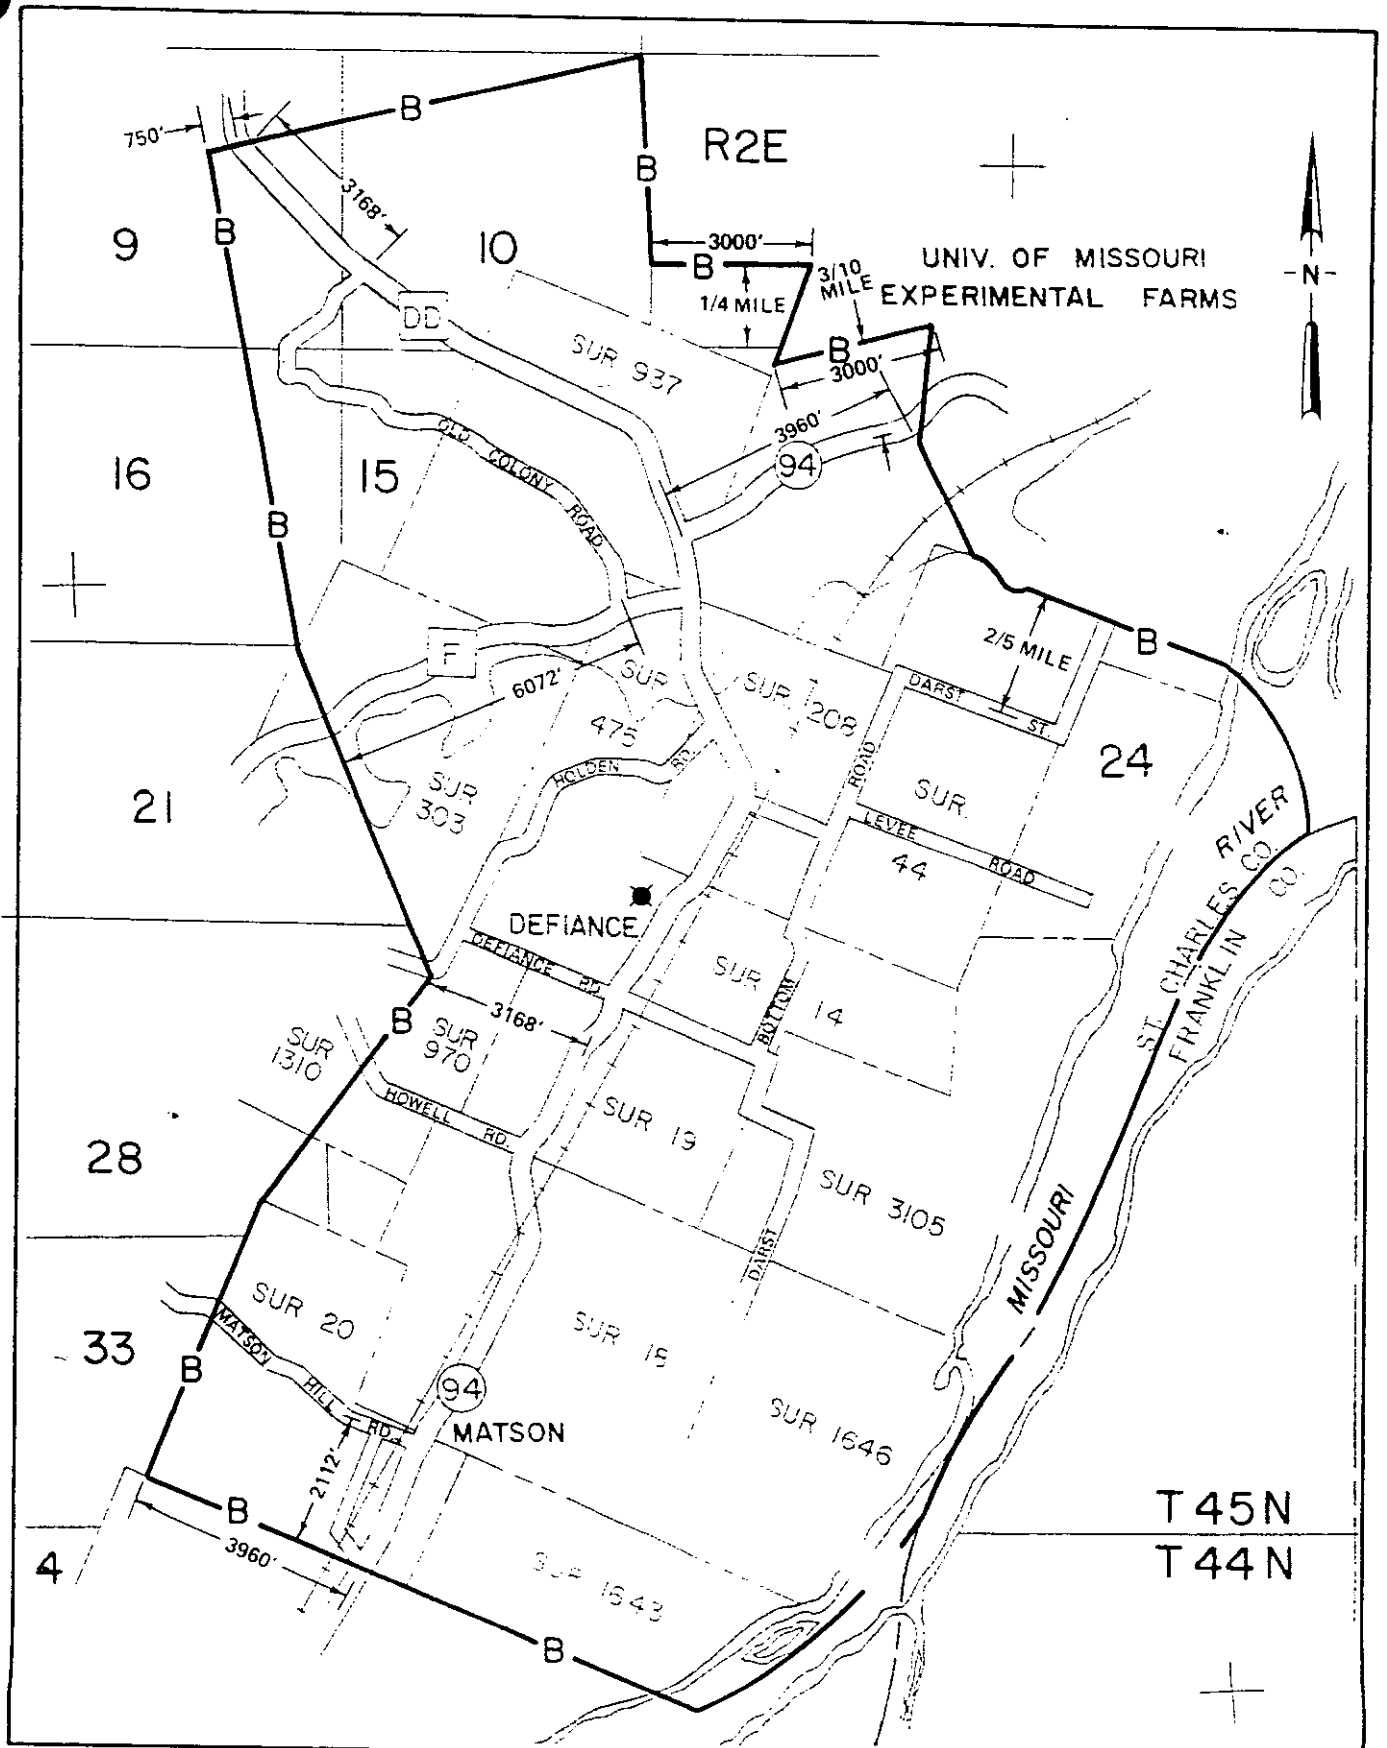 B
750'
R2E
B
3168'
9
B
10
3000'
B
UNIV. OF MISSOURI
EXPERIMENTAL FARMS
-N-
3/10
MILE
1/4 MILE
DD
SUR 937
B
3000'
3960'
94
OLD COLONY ROAD
16
15
B
2/5 MILE
B
F
6072'
SUR
475
SUR 1208
DARST ST.
ROAD
24
HOLDEN RD.
SUR
303
21
SUR
44
LEVEE ROAD
RIVER
ST. CHARLES CO.
FRANKLIN CO.
DEFIANCE
DEFIANCE RD.
SUR
14
BOTTOM
3168'
B
SUR
970
SUR
1310
HOWELL RD.
SUR 19
28
SUR 3105
DARST
MISSOURI
SUR 20
SUR 18
33
MATSON HILL RD.
B
94
MATSON
SUR 1646
2112'
B
3960'
T45N
T44N
4
SUR 1643
B